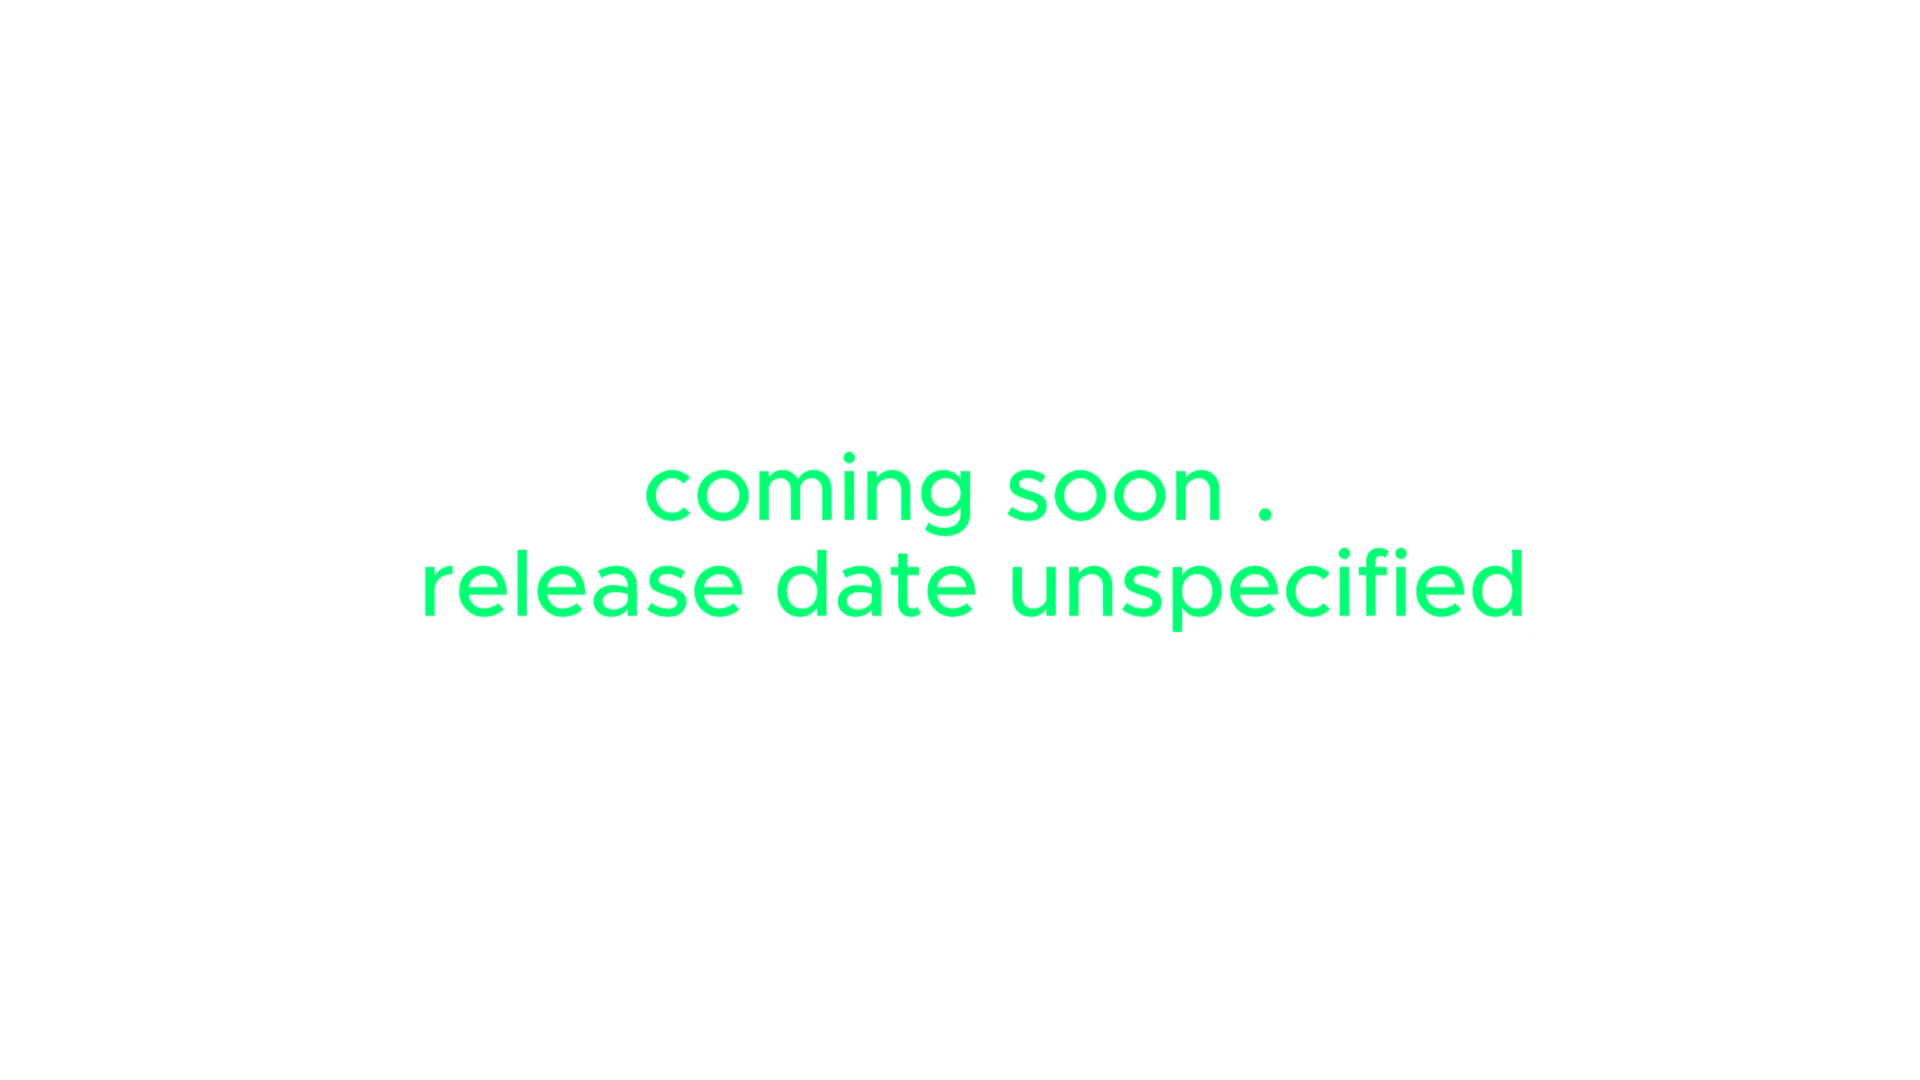 coming soon .
release date unspecified